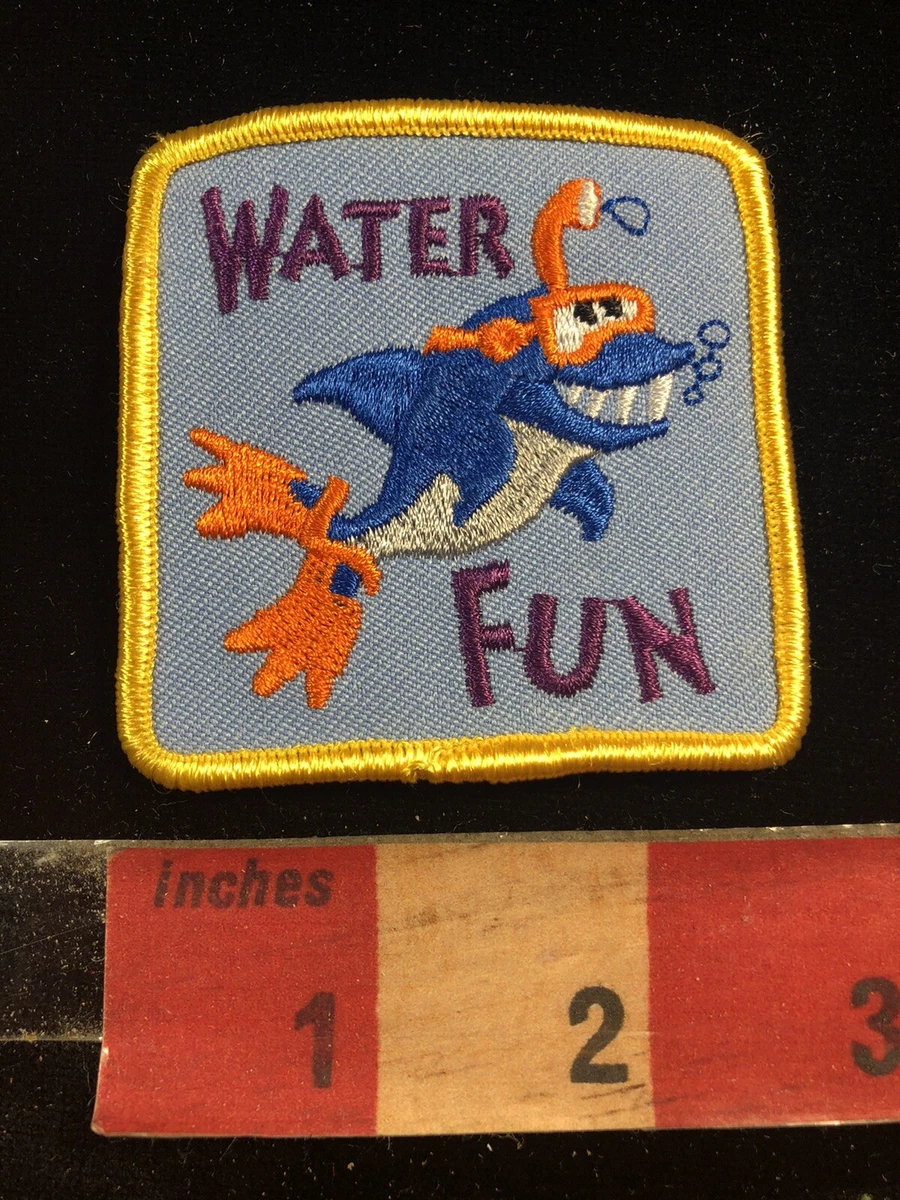 WATER
FUN
inches
1 2 3